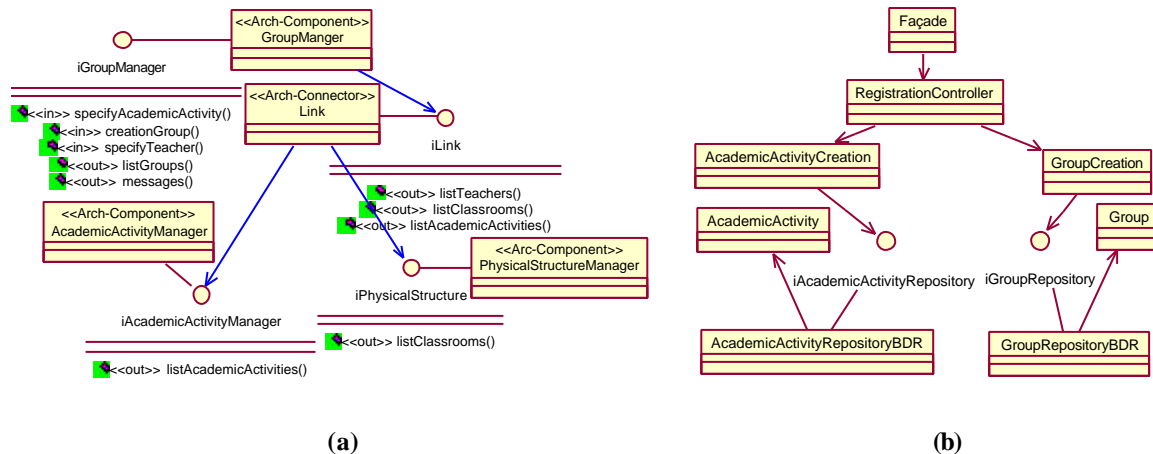 <<Arch-Component>>
GroupManger
iGroupManager
<<Arch-Connector>>
Link
iLink
<<in>> specifyAcademicActivity()
<<in>> creationGroup()
<<in>> specifyTeacher()
<<out>> listGroups()
<<out>> messages()
<<out>> listTeachers()
<<out>> listClassrooms()
<<out>> listAcademicActivities()
<<Arch-Component>>
AcademicActivityManager
iAcademicActivityManager
<<out>> listAcademicActivities()
<<Arc-Component>>
PhysicalStructureManager
iPhysicalStructure
<<out>> listClassrooms()
(a)
Façade
RegistrationController
AcademicActivityCreation
GroupCreation
AcademicActivity
Group
iAcademicActivityRepository
iGroupRepository
AcademicActivityRepositoryBDR
GroupRepositoryBDR
(b)